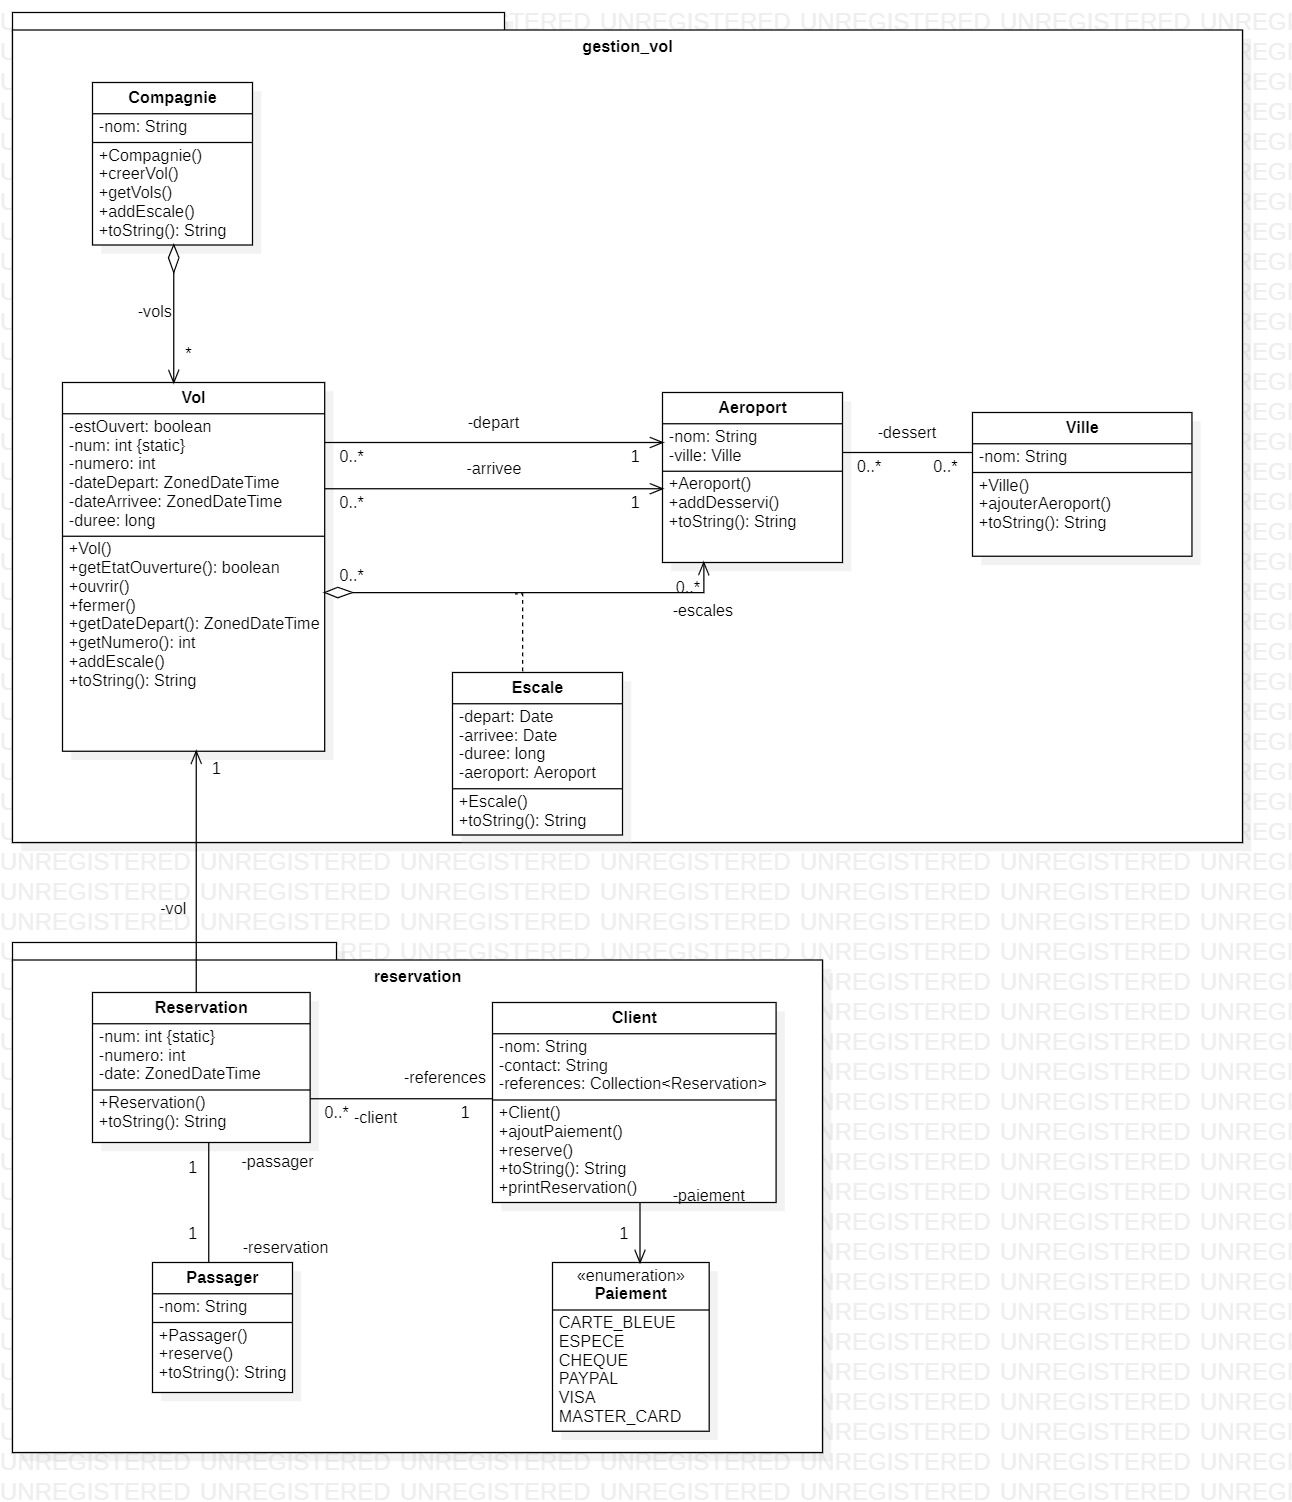 gestion_vol
Compagnie
-nom: String
+Compagnie()
+creerVol()
+getVols()
+addEscale()
+toString(): String
-vols
*
Vol
-estOuvert: boolean
-num: int {static}
-numero: int
-dateDepart: ZonedDateTime
-dateArrivee: ZonedDateTime
-duree: long
+Vol()
+getEtatOuverture(): boolean
+ouvrir()
+fermer()
+getDateDepart(): ZonedDateTime
+getNumero(): int
+addEscale()
+toString(): String
-depart
0..*
1
-arrivee
0..*
1
0..*
0..*
-escales
Aeroport
-nom: String
-ville: Ville
+Aeroport()
+addDesservi()
+toString(): String
-dessert
0..*
0..*
Ville
-nom: String
+Ville()
+ajouterAeroport()
+toString(): String
Escale
-depart: Date
-arrivee: Date
-duree: long
-aeroport: Aeroport
+Escale()
+toString(): String
1
-vol
UNREGISTERED UNREGISTERED UNREGISTERED UNREGISTERED UNREGISTERED UNREGISTERED UNREGI
reservation
Reservation
-num: int {static}
-numero: int
-date: ZonedDateTime
+Reservation()
+toString(): String
-references
0..*
-client
1
Client
-nom: String
-contact: String
-references: Collection<Reservation>
+Client()
+ajoutPaiement()
+reserve()
+toString(): String
+printReservation()
-paiement
1
-passager
1
1
-reservation
Passager
-nom: String
+Passager()
+reserve()
+toString(): String
«enumeration»
Paiement
CARTE_BLEUE
ESPECE
CHEQUE
PAYPAL
VISA
MASTER_CARD